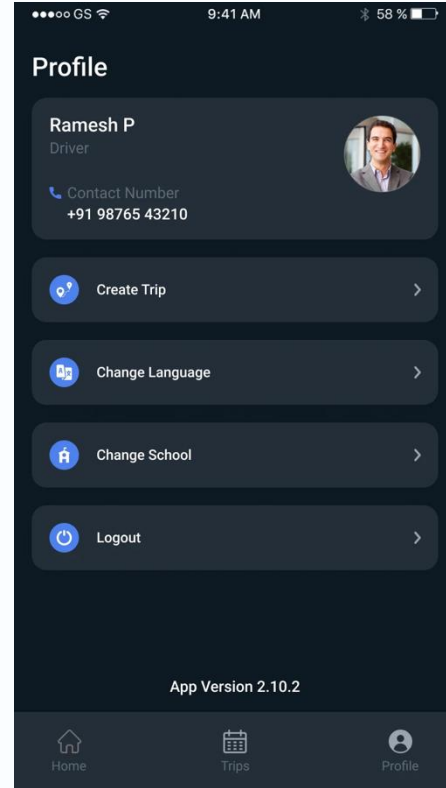 GS 9:41 AM 58 %
Profile
Ramesh P
Driver
Contact Number
+91 98765 43210
Create Trip
Change Language
Change School
Logout
App Version 2.10.2
Home Trips Profile